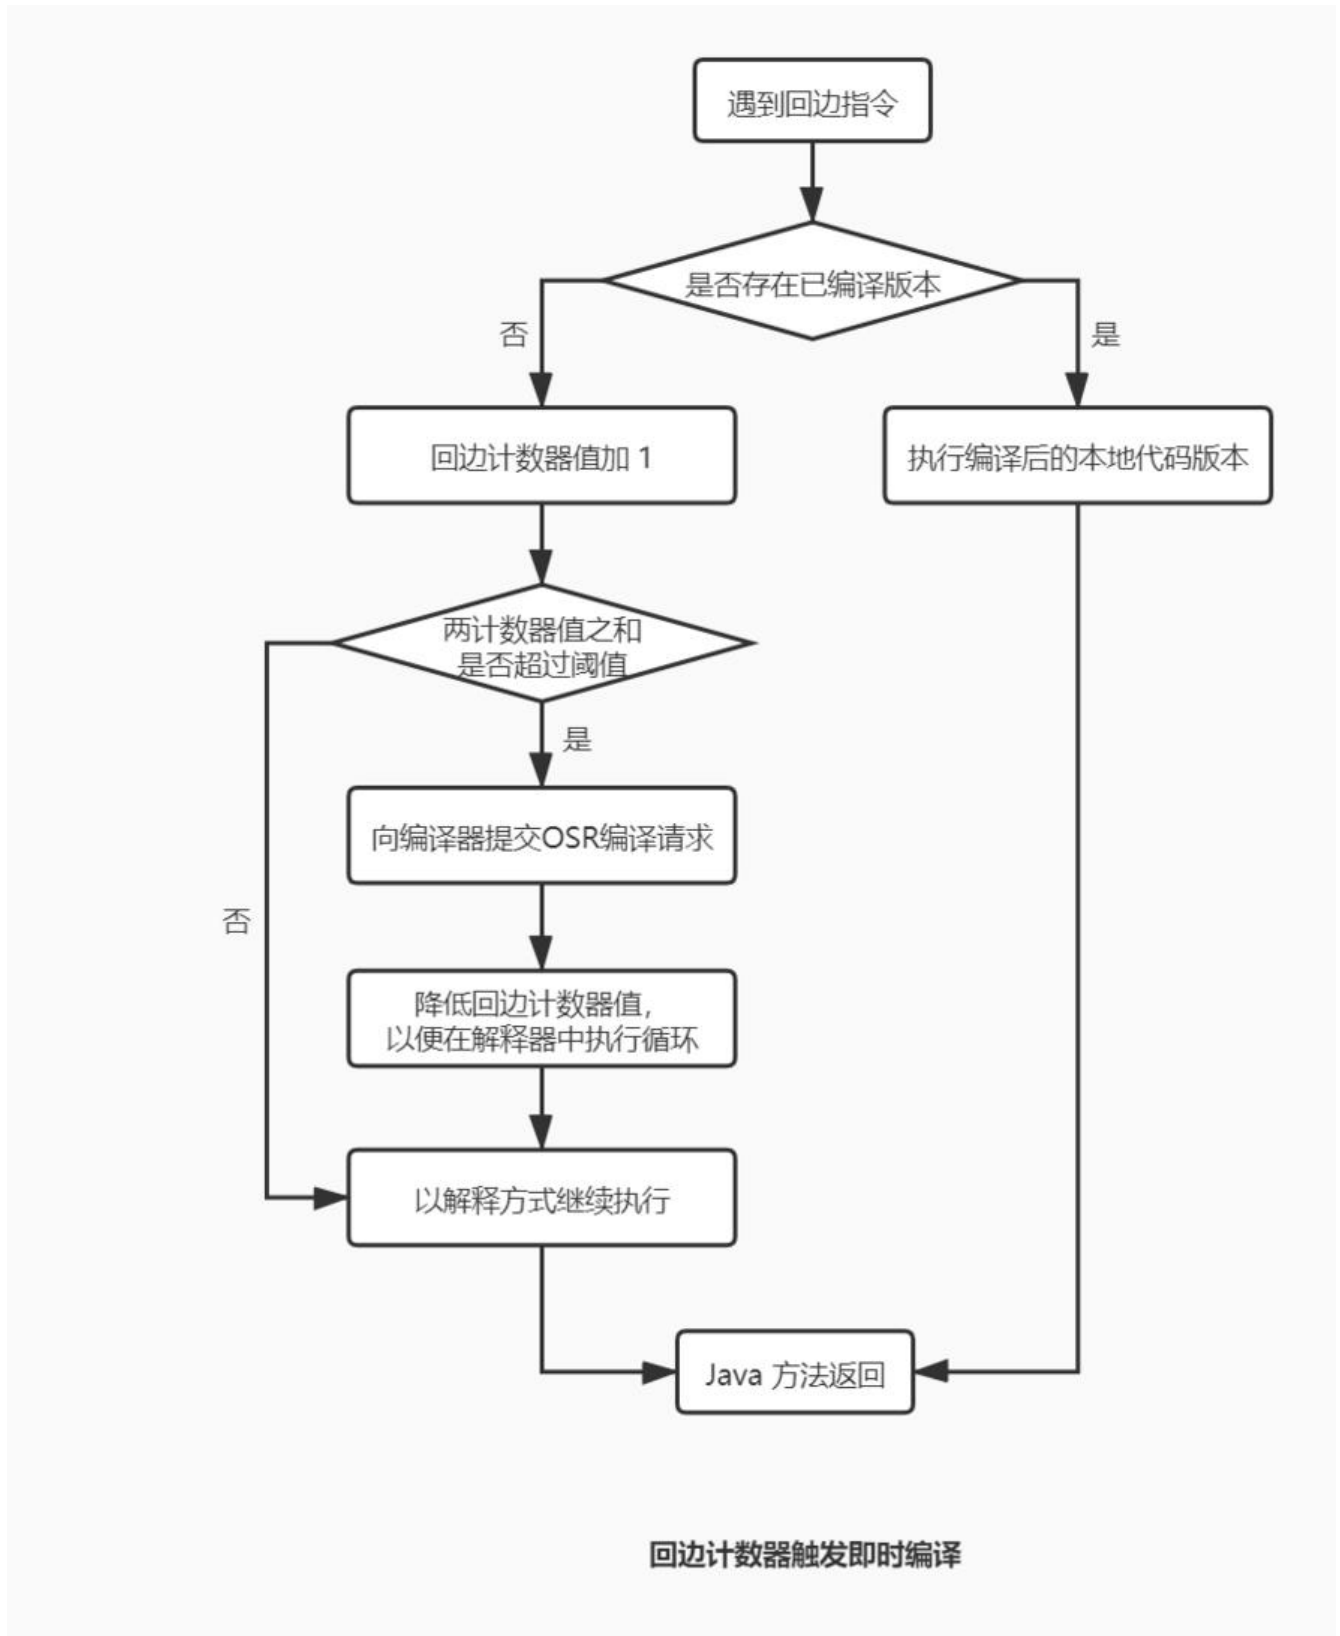 遇到回边指令
是否存在已编译版本
否
是
回边计数器值加 1
执行编译后的本地代码版本
两计数器值之和
是否超过阈值
是
向编译器提交OSR编译请求
否
降低回边计数器值，
以便在解释器中执行循环
以解释方式继续执行
Java 方法返回
回边计数器触发即时编译